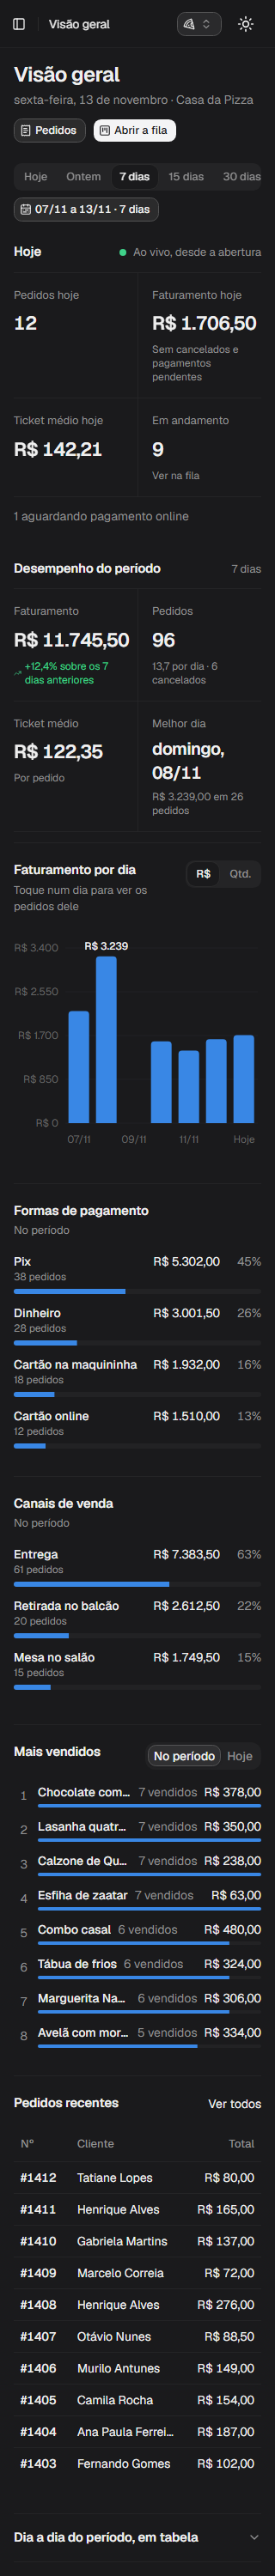 Visão geral
Visão geral
sexta-feira, 13 de novembro · Casa da Pizza
Pedidos
Abrir a fila
Hoje Ontem 7 dias 15 dias 30 dias
07/11 a 13/11 · 7 dias
Hoje
Ao vivo, desde a abertura
Pedidos hoje
12
Faturamento hoje
R$ 1.706,50
Sem cancelados e
pagamentos
pendentes
Ticket médio hoje
R$ 142,21
Em andamento
9
Ver na fila
1 aguardando pagamento online
Desempenho do período
7 dias
Faturamento
R$ 11.745,50
+12,4% sobre os 7
dias anteriores
Pedidos
96
13,7 por dia · 6
cancelados
Ticket médio
R$ 122,35
Por pedido
Melhor dia
domingo,
08/11
R$ 3.239,00 em 26
pedidos
Faturamento por dia
Toque num dia para ver os
pedidos dele
R$ Qtd.
R$ 3.400
R$ 3.239
R$ 2.550
R$ 1.700
R$ 850
R$ 0
07/11 09/11 11/11 Hoje
Formas de pagamento
No período
Pix R$ 5.302,00 45%
38 pedidos
Dinheiro R$ 3.001,50 26%
28 pedidos
Cartão na maquininha R$ 1.932,00 16%
18 pedidos
Cartão online R$ 1.510,00 13%
12 pedidos
Canais de venda
No período
Entrega R$ 7.383,50 63%
61 pedidos
Retirada no balcão R$ 2.612,50 22%
20 pedidos
Mesa no salão R$ 1.749,50 15%
15 pedidos
Mais vendidos
No período Hoje
1 Chocolate com... 7 vendidos R$ 378,00
2 Lasanha quatr... 7 vendidos R$ 350,00
3 Calzone de Qu... 7 vendidos R$ 238,00
4 Esfiha de zaatar 7 vendidos R$ 63,00
5 Combo casal 6 vendidos R$ 480,00
6 Tábua de frios 6 vendidos R$ 324,00
7 Marguerita Na... 6 vendidos R$ 306,00
8 Avelã com mor... 5 vendidos R$ 334,00
Pedidos recentes
Ver todos
Nº Cliente Total
#1412 Tatiane Lopes R$ 80,00
#1411 Henrique Alves R$ 165,00
#1410 Gabriela Martins R$ 137,00
#1409 Marcelo Correia R$ 72,00
#1408 Henrique Alves R$ 276,00
#1407 Otávio Nunes R$ 88,50
#1406 Murilo Antunes R$ 149,00
#1405 Camila Rocha R$ 154,00
#1404 Ana Paula Ferrei... R$ 187,00
#1403 Fernando Gomes R$ 102,00
Dia a dia do período, em tabela